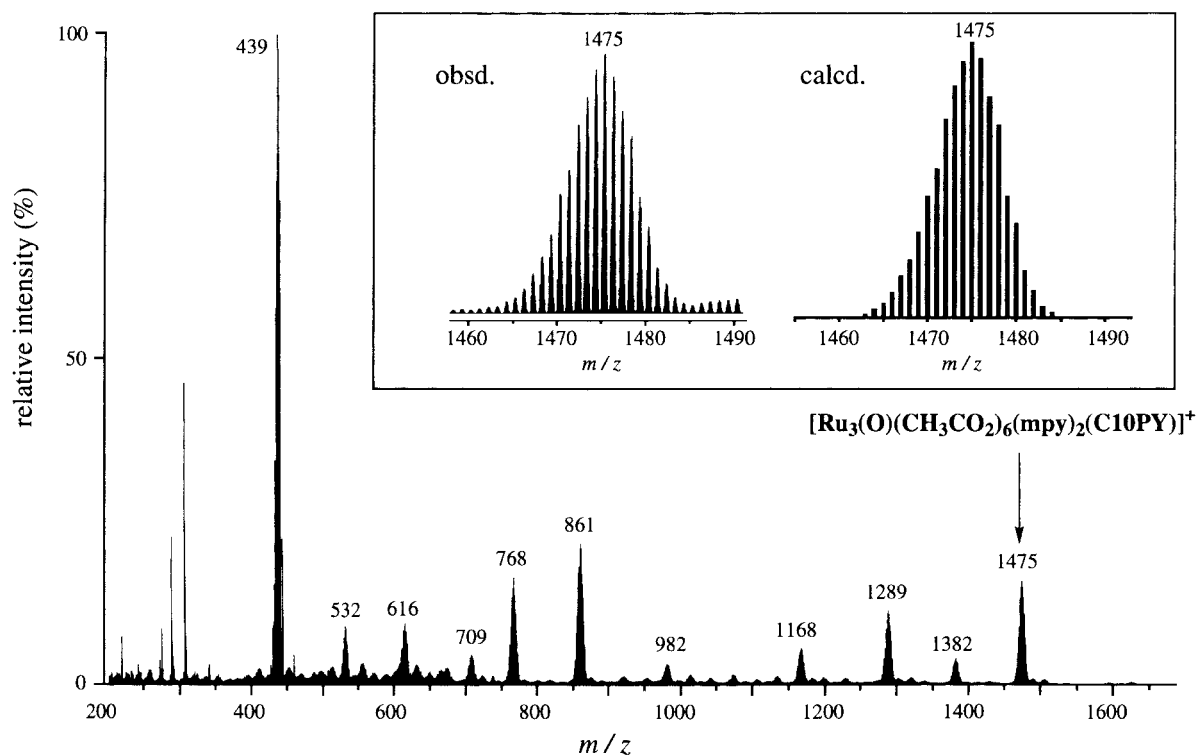 100
439
50
0
relative intensity (%)
obsd.
1475
1460 1470 1480 1490
m / z
calcd.
1475
1460 1470 1480 1490
m / z
[Ru3(O)(CH3CO2)6(mpy)2(C10PY)]+
532
616
709
768
861
982
1168
1289
1382
1475
200 400 600 800 1000 1200 1400 1600
m / z